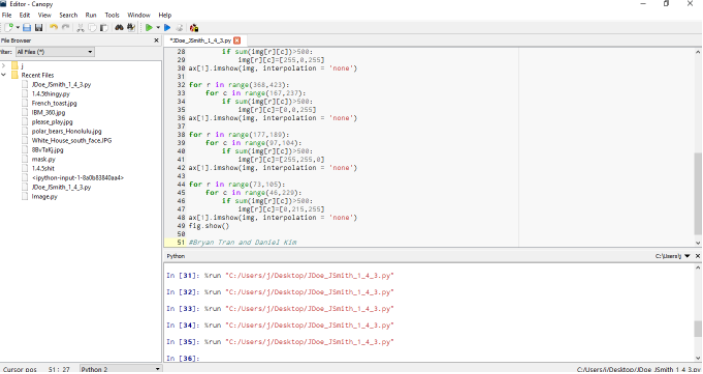 Editor - Canopy
File Edit View Search Run Tools Window Help
File Browser
*JDoe_JSmith_1_4_3.py
Filter: All Files (*)
j
Recent Files
JDoe_JSmith_1_4_3.py
1.4.5thingy.py
French_toast.jpg
IBM_360.jpg
please_play.jpg
polar_bears_Honolulu.jpg
White_House_south_face.JPG
8BvTaKj.jpg
mask.py
1.4.5shit
<ipython-input-1-8a0b83840aa4>
JDoe_JSmith_1_4_3.py
Image.py
28 if sum(img[r][c])>500:
29 img[r][c]=[255,0,255]
30 ax[1].imshow(img, interpolation = 'none')
31
32 for r in range(368,423):
33 for c in range(167,237):
34 if sum(img[r][c])>500:
35 img[r][c]=[0,0,255]
36 ax[1].imshow(img, interpolation = 'none')
37
38 for r in range(177,189):
39 for c in range(97,104):
40 if sum(img[r][c])>500:
41 img[r][c]=[255,255,0]
42 ax[1].imshow(img, interpolation = 'none')
43
44 for r in range(73,105):
45 for c in range(46,229):
46 if sum(img[r][c])>500:
47 img[r][c]=[0,215,255]
48 ax[1].imshow(img, interpolation = 'none')
49 fig.show()
50
51 #Bryan Tran and Daniel Kim
Python C:\Users\j
In [31]: %run "C:/Users/j/Desktop/JDoe_JSmith_1_4_3.py"
In [32]: %run "C:/Users/j/Desktop/JDoe_JSmith_1_4_3.py"
In [33]: %run "C:/Users/j/Desktop/JDoe_JSmith_1_4_3.py"
In [34]: %run "C:/Users/j/Desktop/JDoe_JSmith_1_4_3.py"
In [35]: %run "C:/Users/j/Desktop/JDoe_JSmith_1_4_3.py"
In [36]:
Cursor pos 51 : 27 Python 2 C:/Users/j/Desktop/JDoe_JSmith_1_4_3.py